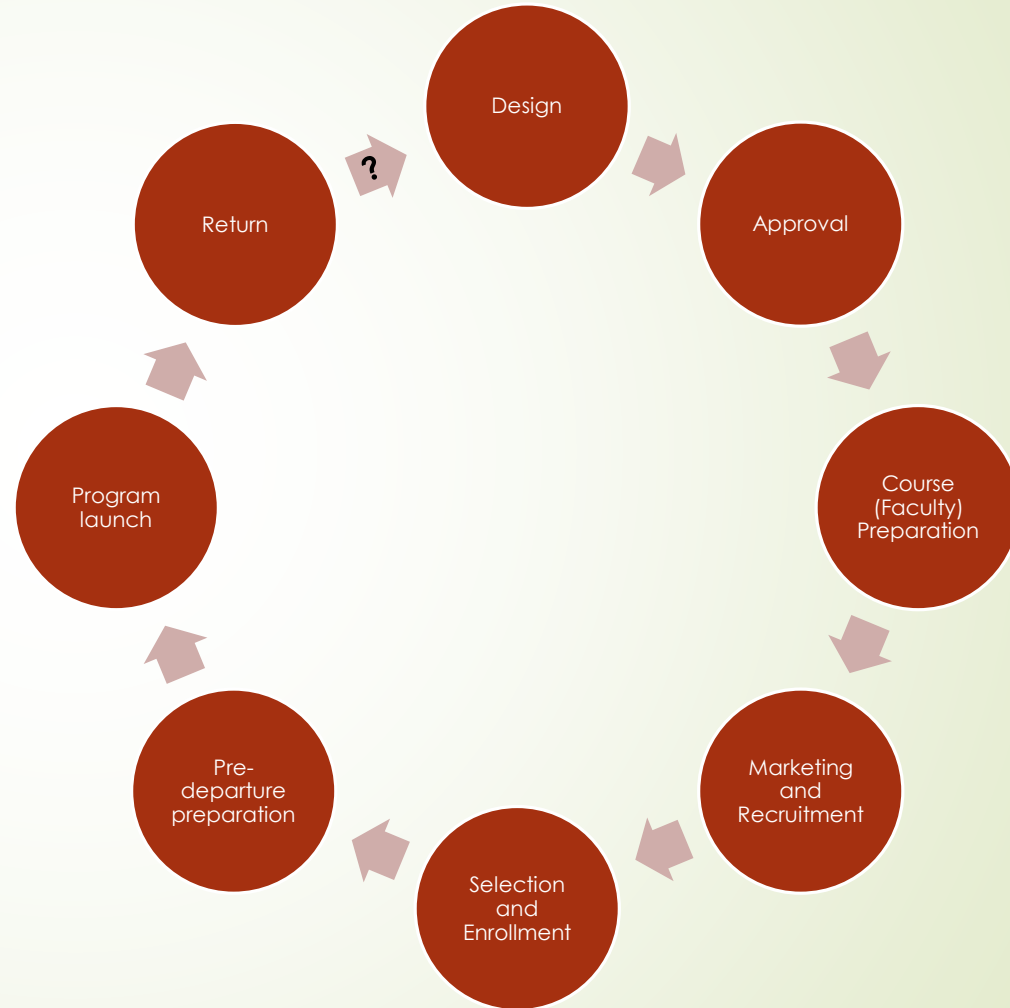 Design
Approval
Course
(Faculty)
Preparation
Marketing
and
Recruitment
Selection
and
Enrollment
Pre-
departure
preparation
Program
launch
Return
?